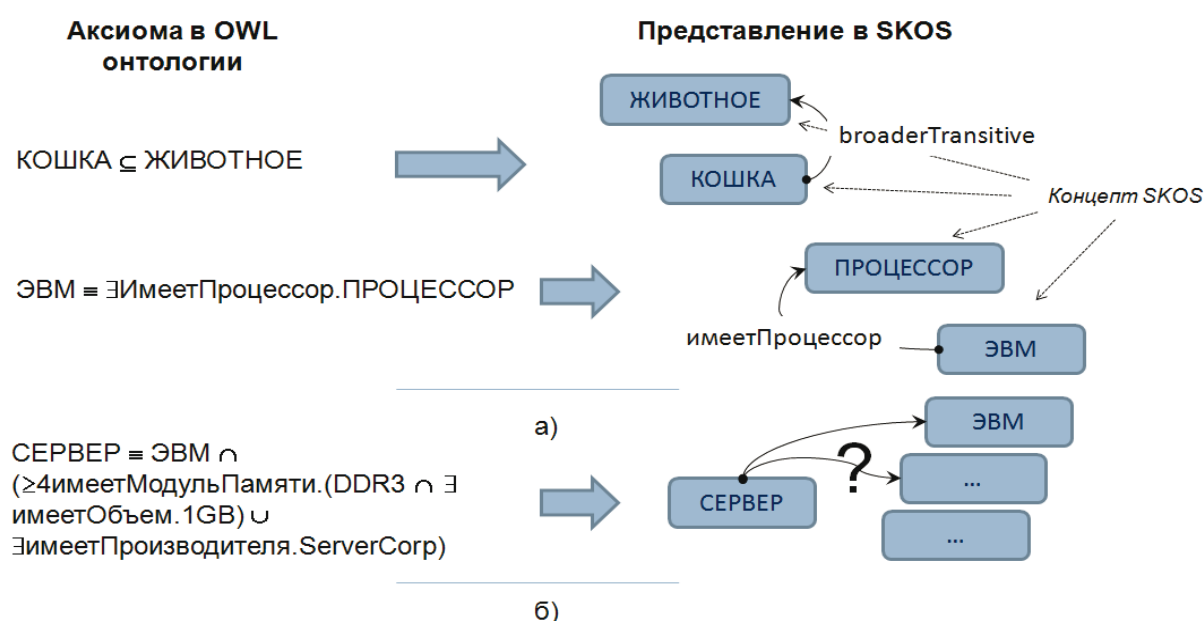 Аксиома в OWL
онтологии
Представление в SKOS
ЖИВОТНОЕ
broaderTransitive
КОШКА ⊆ ЖИВОТНОЕ
КОШКА
Концепт SKOS
ПРОЦЕССОР
ЭВМ ≡ ∃ИмеетПроцессор.ПРОЦЕССОР
имеетПроцессор
ЭВМ
а)
ЭВМ
СЕРВЕР ≡ ЭВМ ∩
(≥4имеетМодульПамяти.(DDR3 ∩ ∃
имеетОбъем.1GB) ∪
∃имеетПроизводителя.ServerCorp)
?
...
СЕРВЕР
...
б)